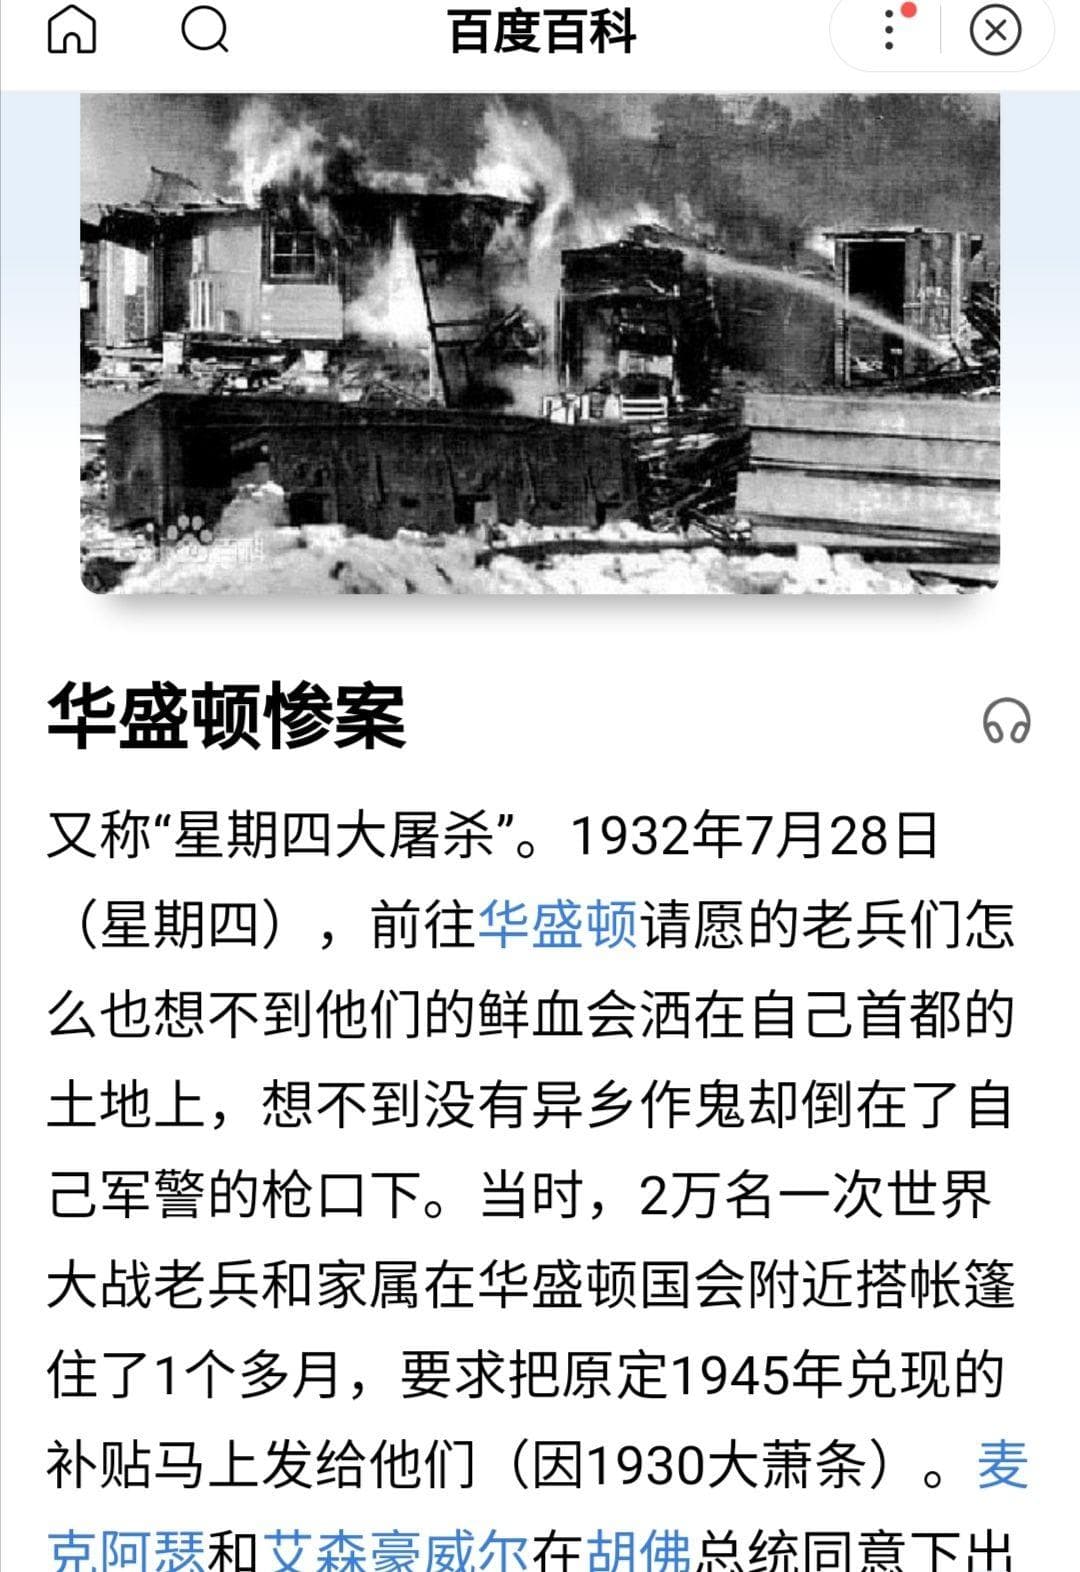 百度百科
华盛顿惨案
又称“星期四大屠杀”。1932年7月28日
（星期四），前往华盛顿请愿的老兵们怎
么也想不到他们的鲜血会洒在自己首都的
土地上，想不到没有异乡作鬼却倒在了自
己军警的枪口下。当时，2万名一次世界
大战老兵和家属在华盛顿国会附近搭帐篷
住了1个多月，要求把原定1945年兑现的
补贴马上发给他们（因1930大萧条）。麦
克阿瑟和艾森豪威尔在胡佛总统同意下出